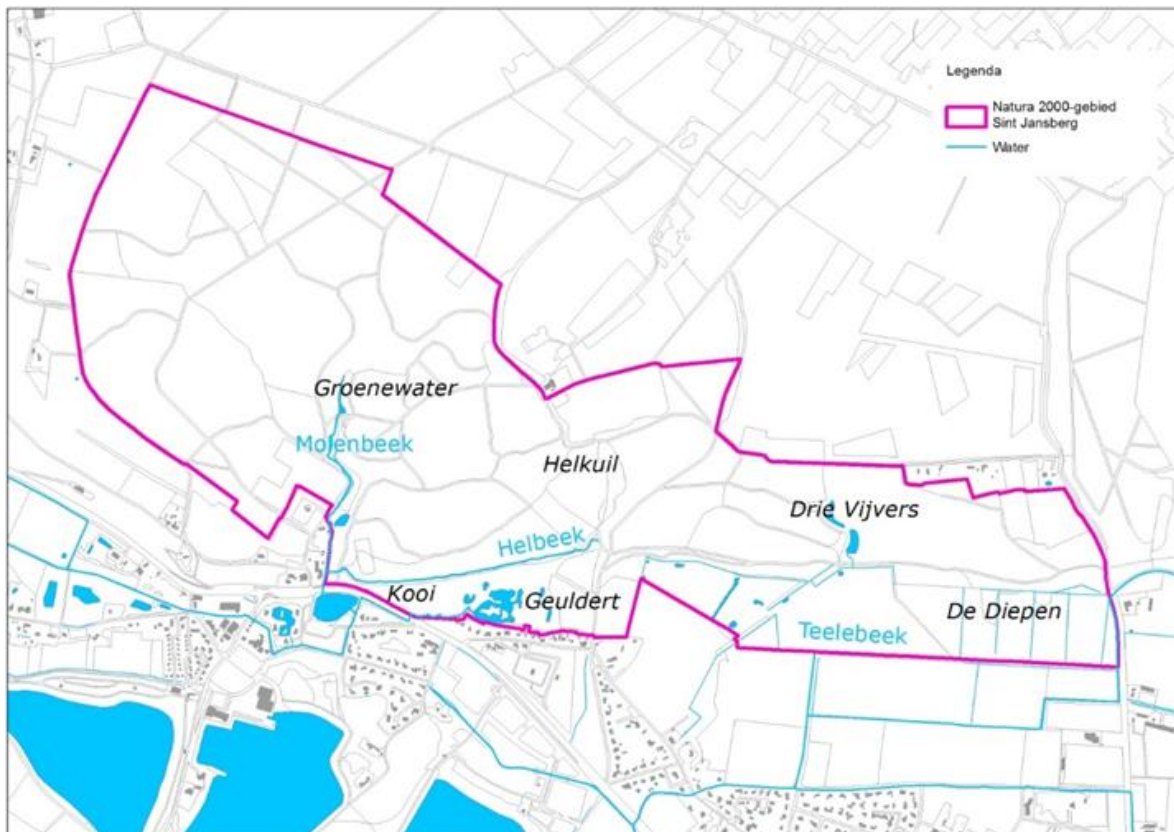 Legenda
Natura 2000-gebied
Sint Jansberg
Water
Groenewater
Molenbeek
Helkuil
Drie Vijvers
Helbeek
Kooi
Geuldert
De Diepen
Teelebeek